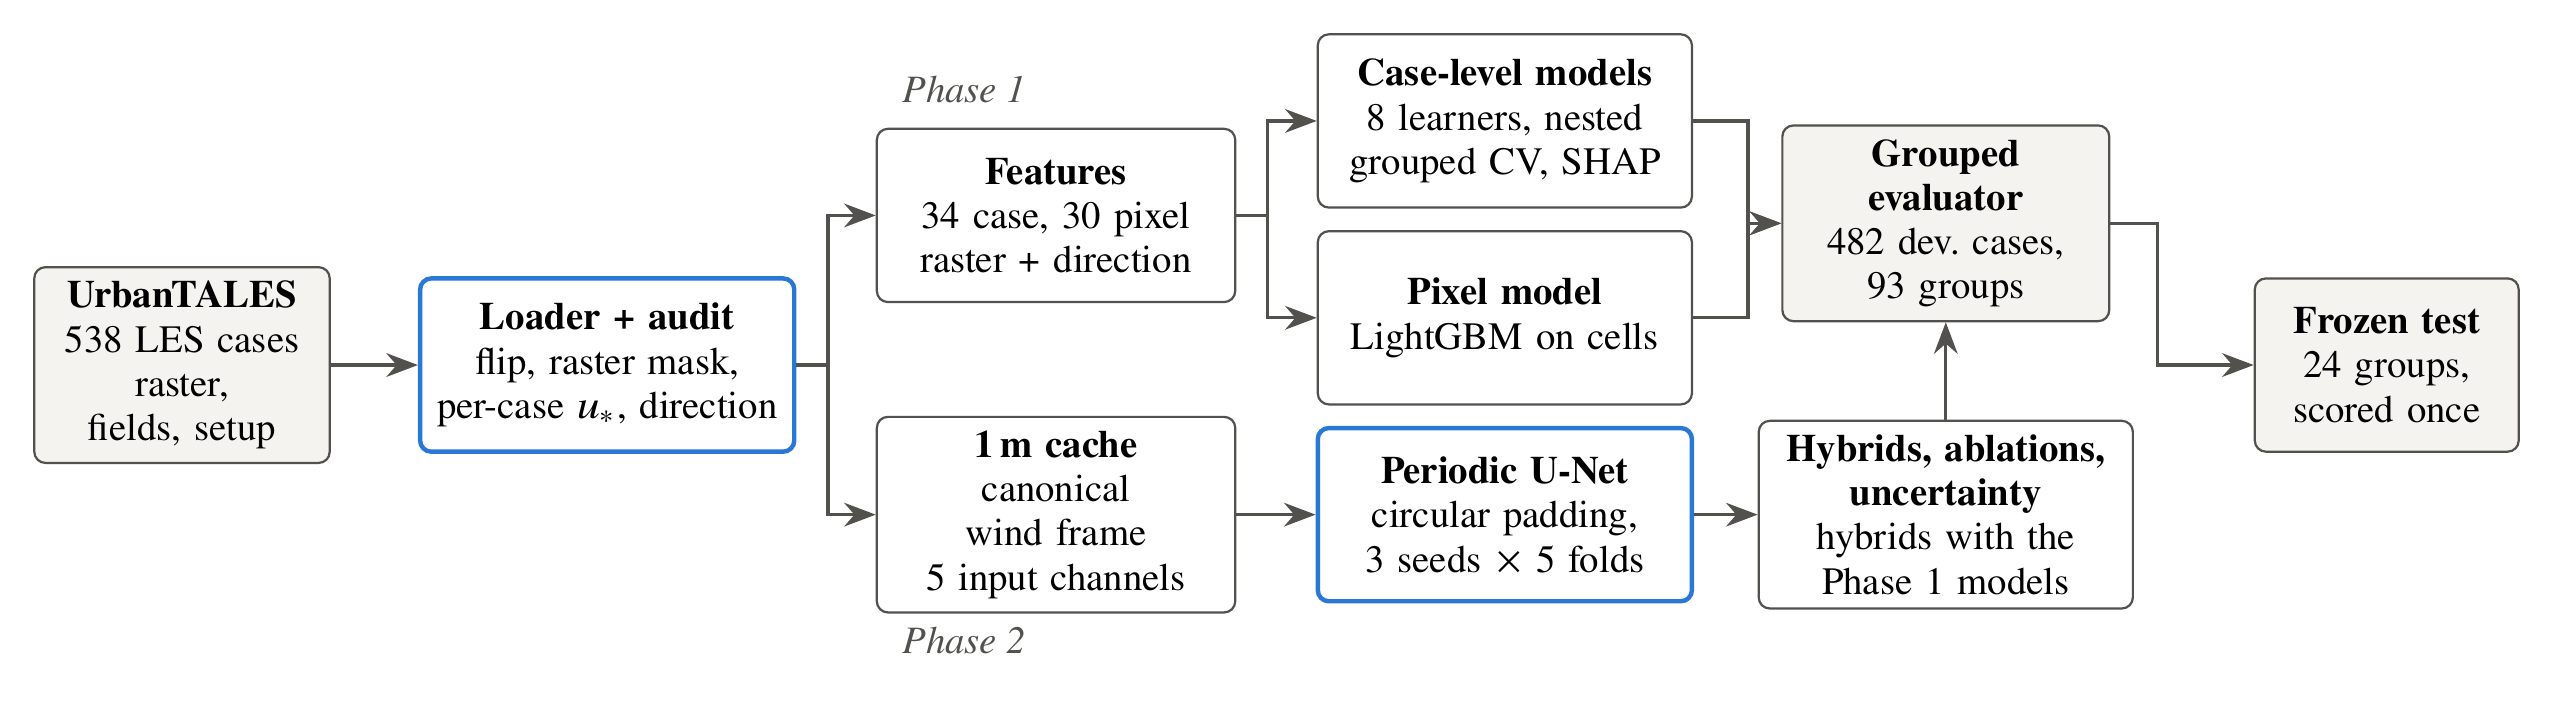 UrbanTALES
538 LES cases
raster,
fields, setup
Loader + audit
flip, raster mask,
per-case u*, direction
Phase 1
Features
34 case, 30 pixel
raster + direction
1 m cache
canonical
wind frame
5 input channels
Phase 2
Case-level models
8 learners, nested
grouped CV, SHAP
Pixel model
LightGBM on cells
Periodic U-Net
circular padding,
3 seeds × 5 folds
Grouped
evaluator
482 dev. cases,
93 groups
Hybrids, ablations,
uncertainty
hybrids with the
Phase 1 models
Frozen test
24 groups,
scored once